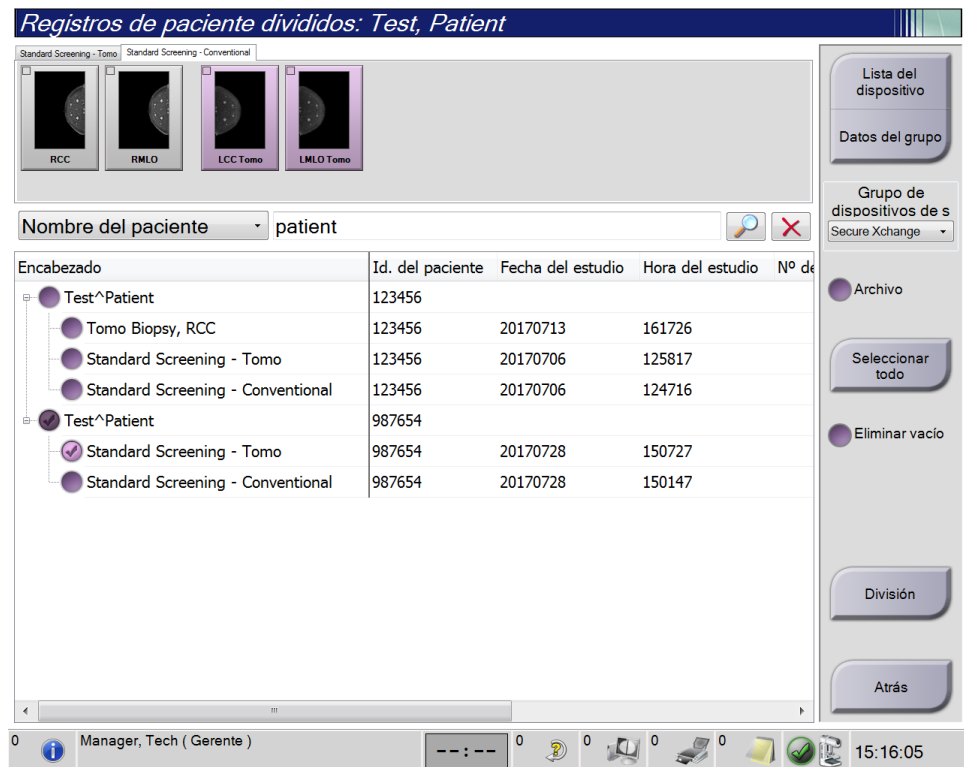 Registros de paciente divididos: Test, Patient
Standard Screening - Tomo
Standard Screening - Conventional
RCC
RMLO
LCC Tomo
LMLO Tomo
Nombre del paciente
patient
Encabezado Id. del paciente Fecha del estudio Hora del estudio Nº de
Test^Patient 123456
Tomo Biopsy, RCC 123456 20170713 161726
Standard Screening - Tomo 123456 20170706 125817
Standard Screening - Conventional 123456 20170706 124716
Test^Patient 987654
Standard Screening - Tomo 987654 20170728 150727
Standard Screening - Conventional 987654 20170728 150147
Lista del
dispositivo
Datos del grupo
Grupo de
dispositivos de s
Secure Xchange
Archivo
Seleccionar
todo
Eliminar vacío
División
Atrás
0 Manager, Tech ( Gerente ) --:-- 0 0 0 0 15:16:05